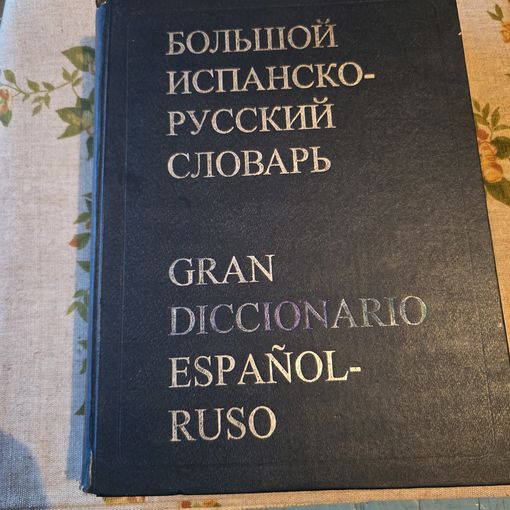 БОЛЬШОЙ
ИСПАНСКО-
РУССКИЙ
СЛОВАРЬ
GRAN
DICCIONARIO
ESPAÑOL-
RUSO